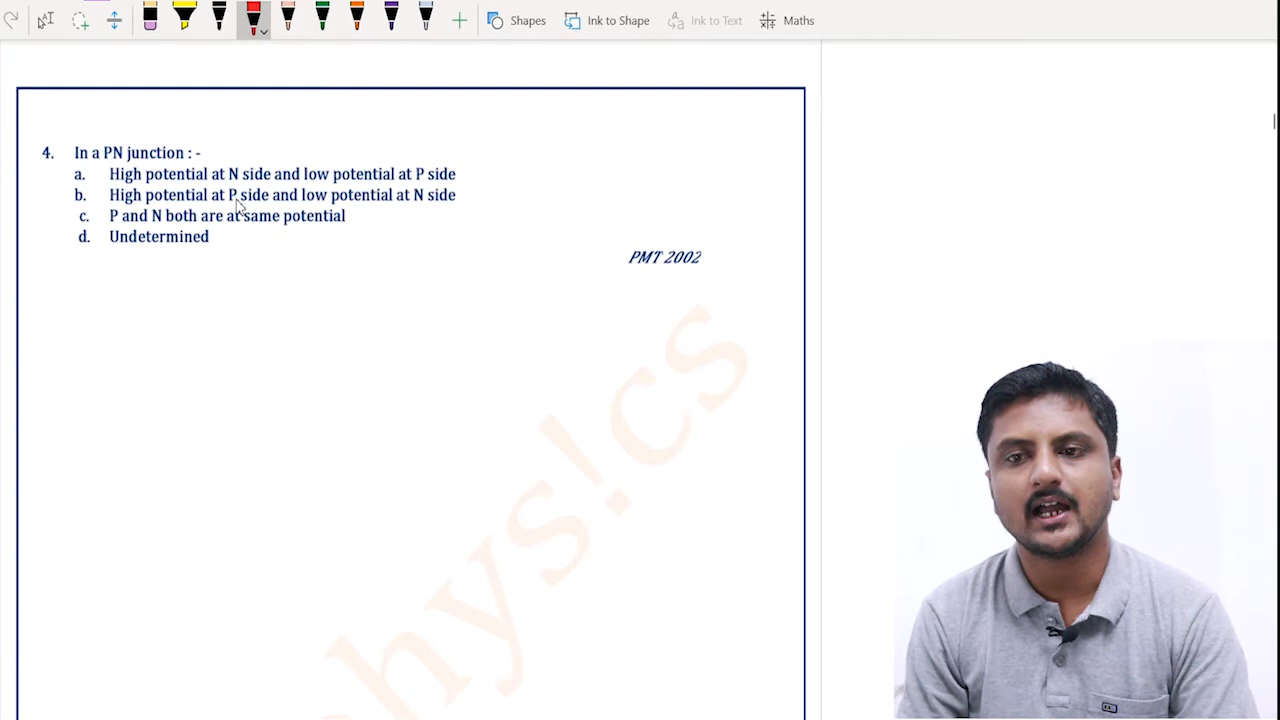 Shapes
Ink to Shape
Ink to Text
Maths
4. In a PN junction : -
a. High potential at N side and low potential at P side
b. High potential at P side and low potential at N side
c. P and N both are at same potential
d. Undetermined
PMT 2002
hys!cs